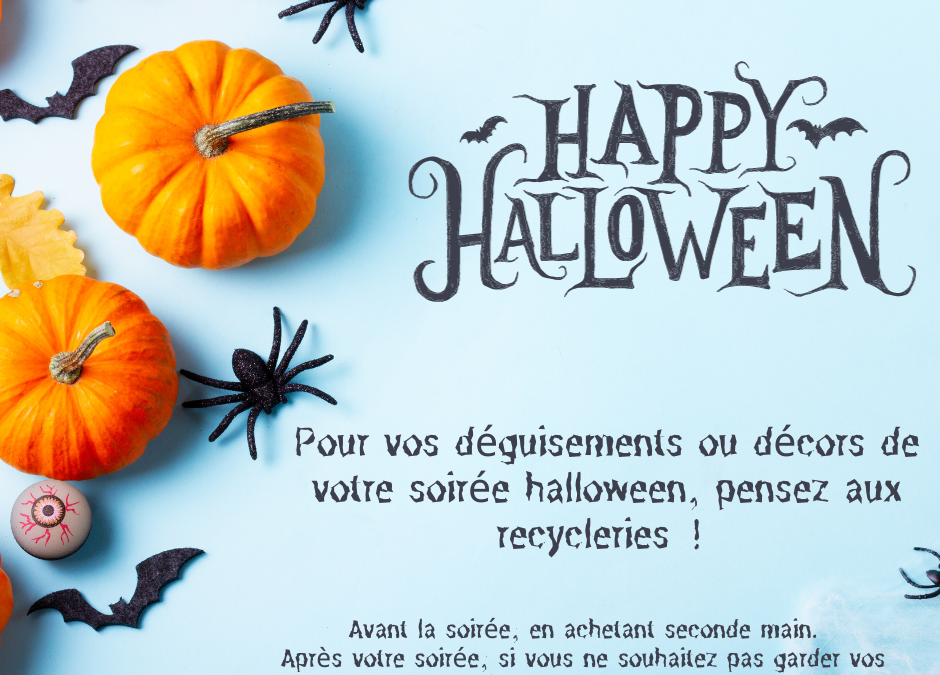 HAPPY
HALLOWEEN
Pour vos déguisements ou décors de
votre soirée halloween, pensez aux
recycleries !
Avant la soirée, en achetant seconde main.
Après votre soirée, si vous ne souhaitez pas garder vos